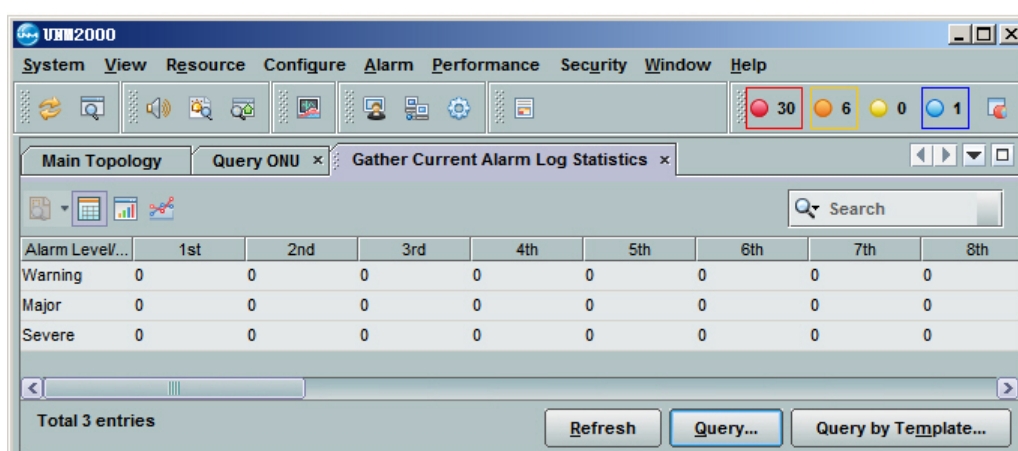 UNM2000
System View Resource Configure Alarm Performance Security Window Help
30 6 0 1
Main Topology Query ONU × Gather Current Alarm Log Statistics ×
Search
Alarm Level/... 1st 2nd 3rd 4th 5th 6th 7th 8th
Warning 0 0 0 0 0 0 0 0
Major 0 0 0 0 0 0 0 0
Severe 0 0 0 0 0 0 0 0
Total 3 entries Refresh Query... Query by Template...